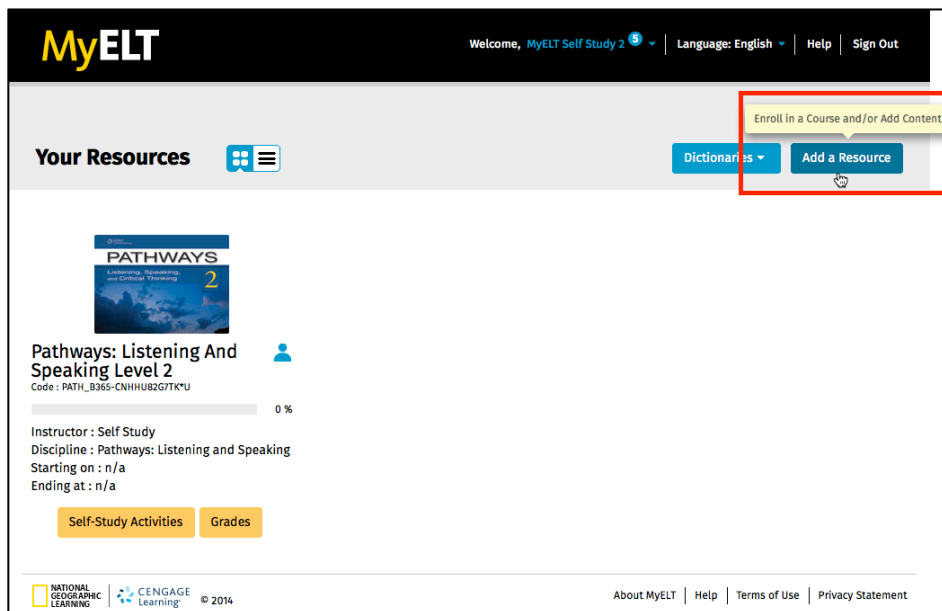 MyELT
Welcome, MyELT Self Study 2 5
Language: English
Help
Sign Out
Enroll in a Course and/or Add Content
Your Resources
Dictionaries
Add a Resource
PATHWAYS
Listening, Speaking,
and Critical Thinking
2
Pathways: Listening And
Speaking Level 2
Code : PATH_B365-CNHHU82G7TK*U
0 %
Instructor : Self Study
Discipline : Pathways: Listening and Speaking
Starting on : n/a
Ending at : n/a
Self-Study Activities
Grades
NATIONAL
GEOGRAPHIC
LEARNING
CENGAGE
Learning·
© 2014
About MyELT
Help
Terms of Use
Privacy Statement